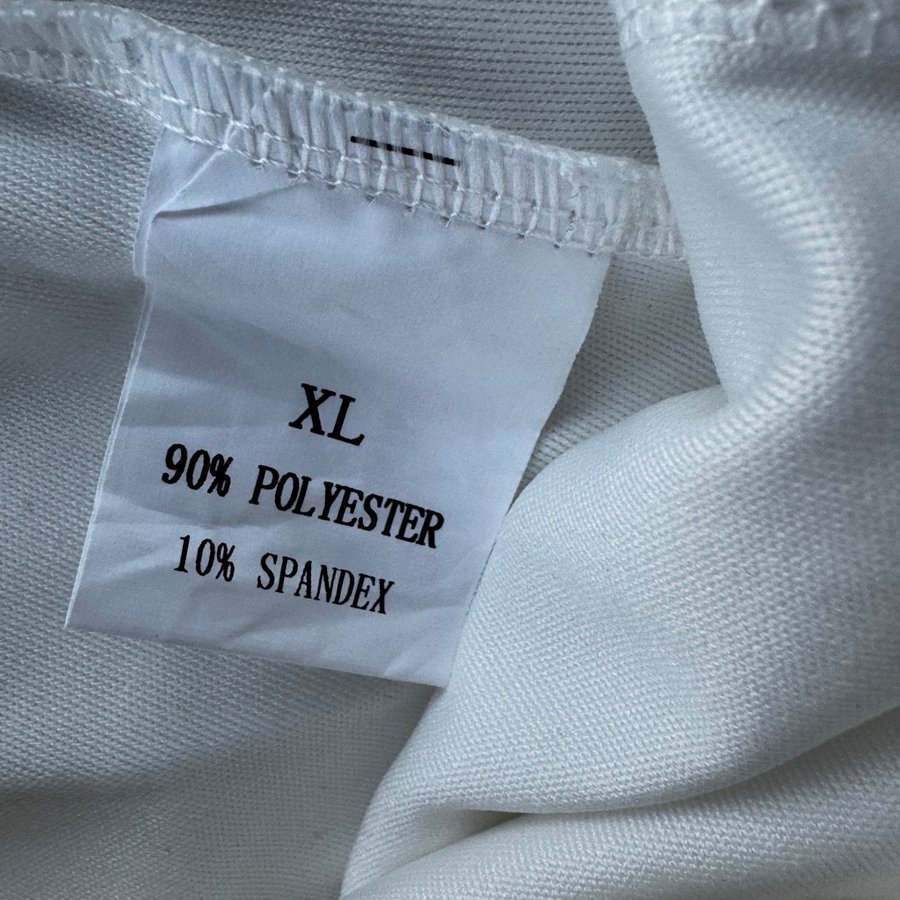 XL
90% POLYESTER
10% SPANDEX